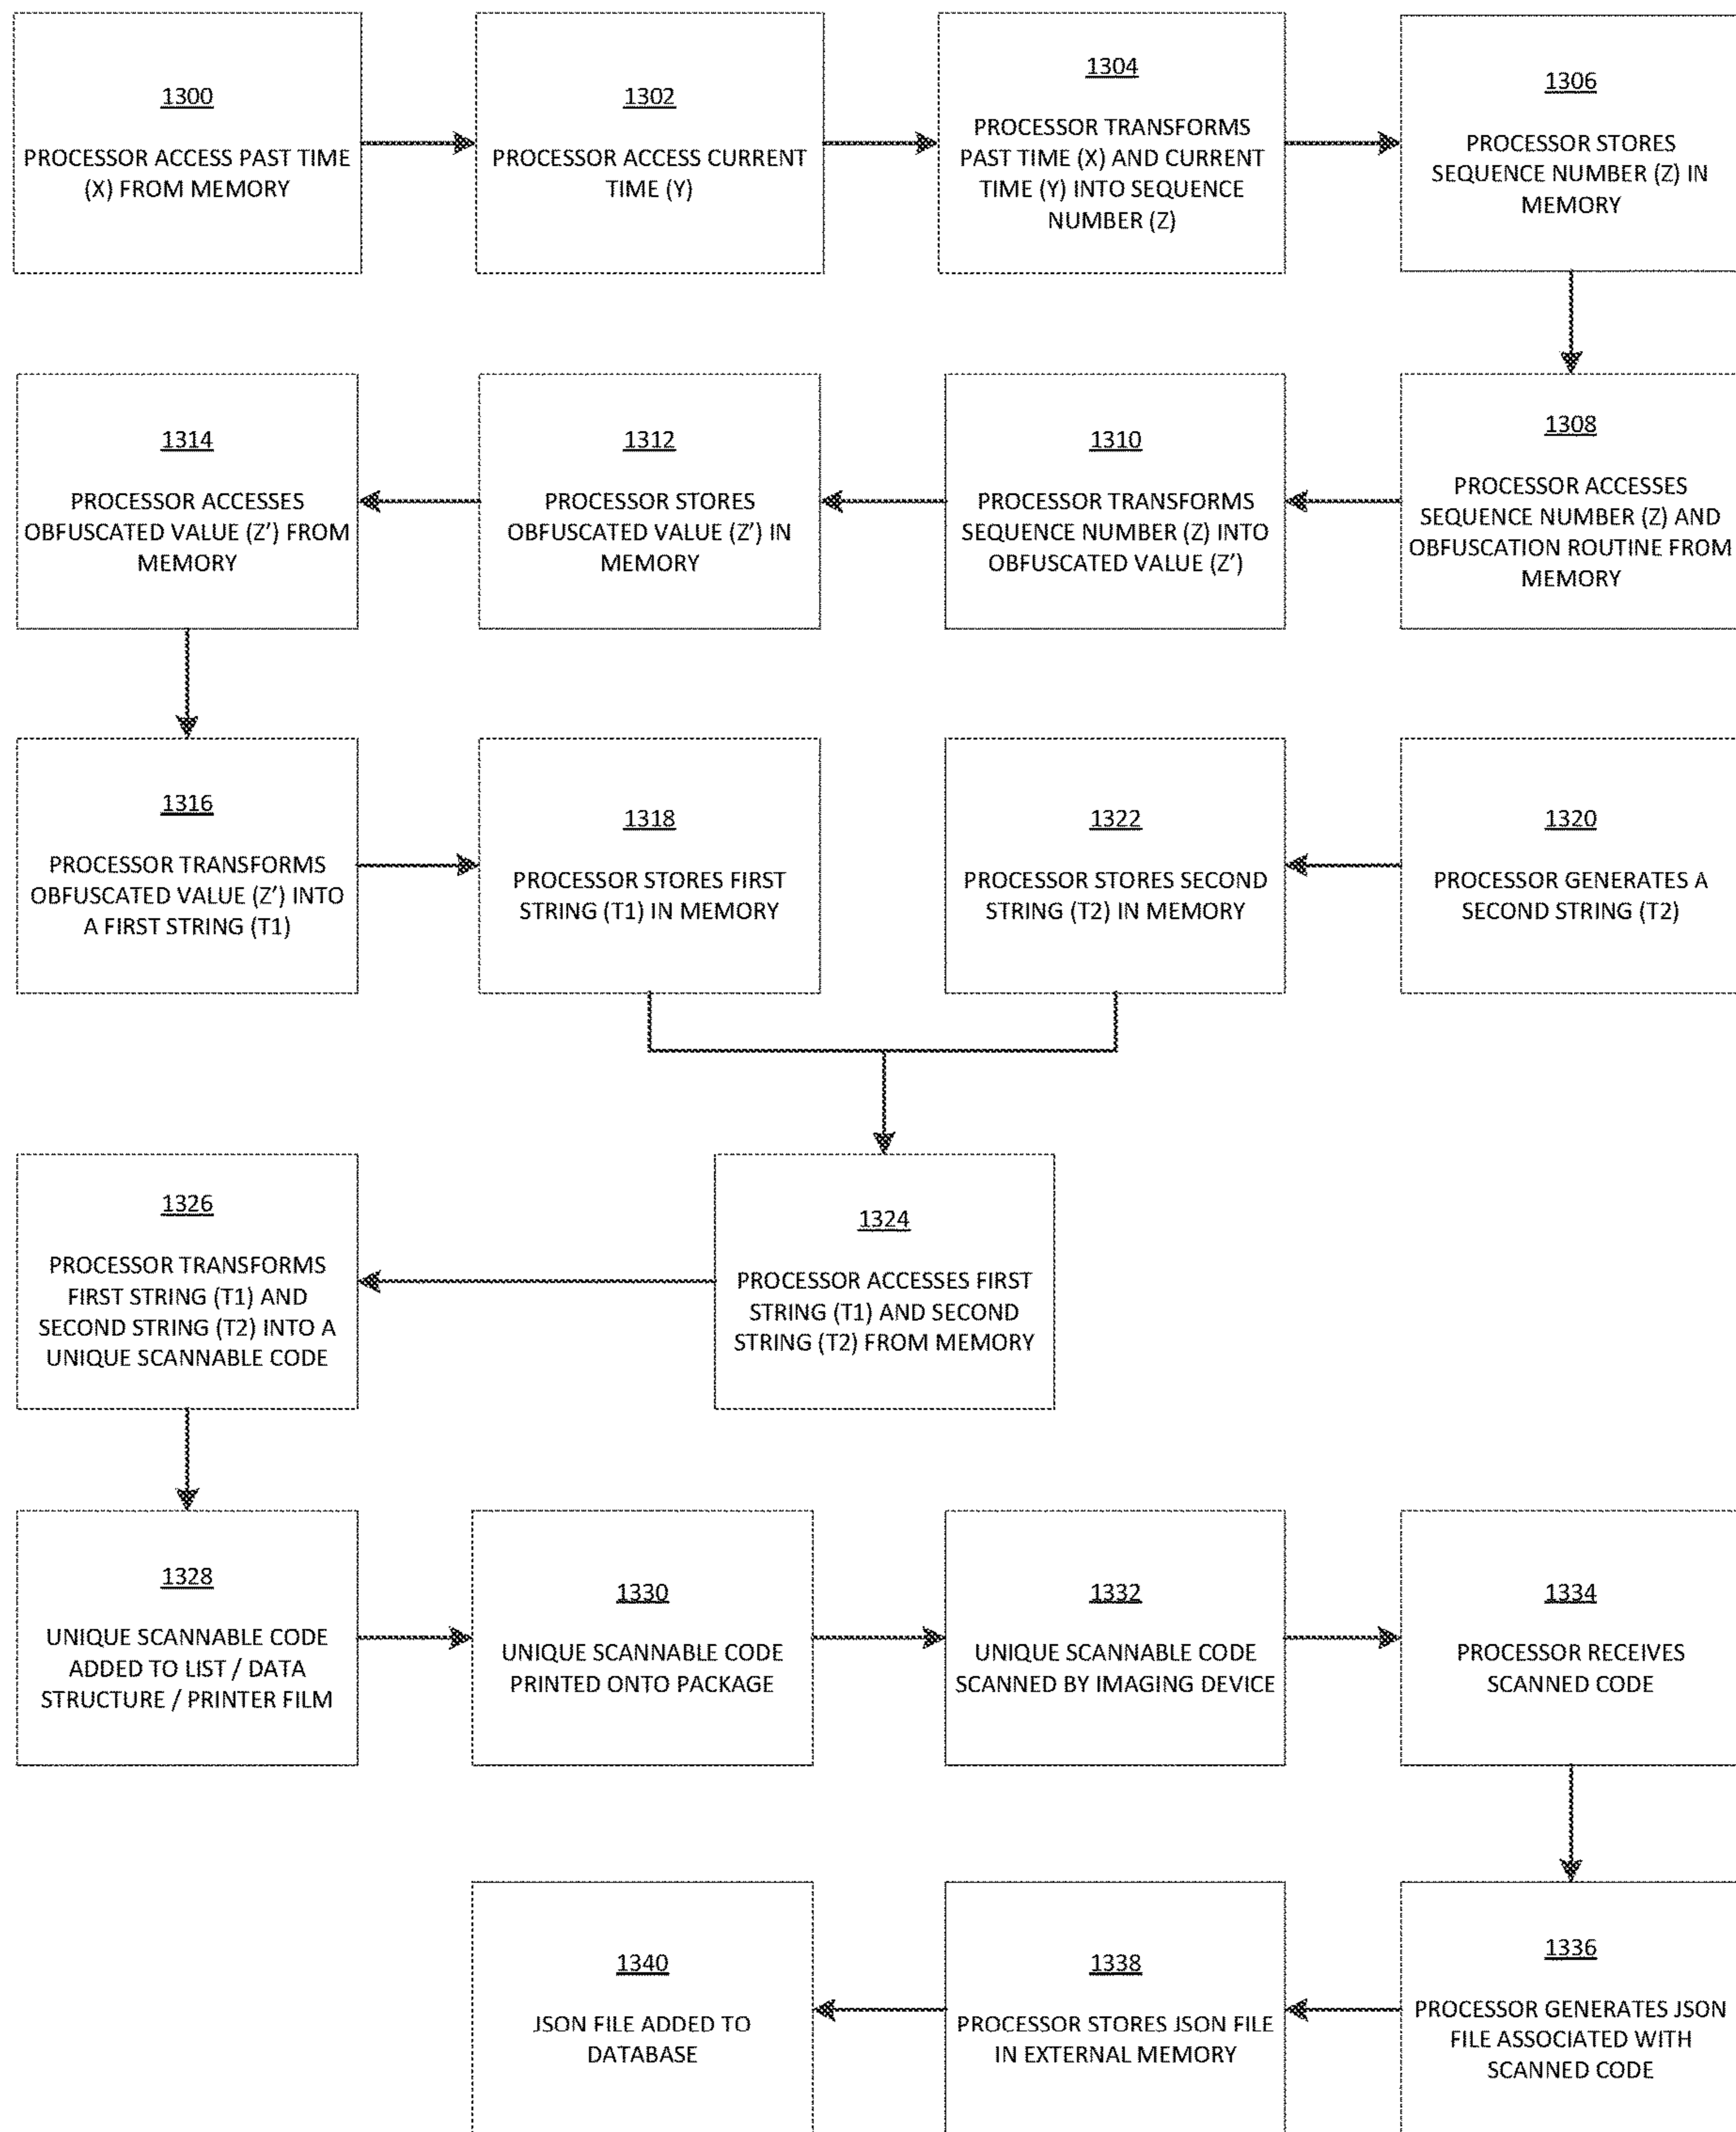 1300
PROCESSOR ACCESS PAST TIME
(X) FROM MEMORY
1302
PROCESSOR ACCESS CURRENT
TIME (Y)
1304
PROCESSOR TRANSFORMS
PAST TIME (X) AND CURRENT
TIME (Y) INTO SEQUENCE
NUMBER (Z)
1306
PROCESSOR STORES
SEQUENCE NUMBER (Z) IN
MEMORY
1308
PROCESSOR ACCESSES
SEQUENCE NUMBER (Z) AND
OBFUSCATION ROUTINE FROM
MEMORY
1310
PROCESSOR TRANSFORMS
SEQUENCE NUMBER (Z) INTO
OBFUSCATED VALUE (Z')
1312
PROCESSOR STORES
OBFUSCATED VALUE (Z') IN
MEMORY
1314
PROCESSOR ACCESSES
OBFUSCATED VALUE (Z') FROM
MEMORY
1316
PROCESSOR TRANSFORMS
OBFUSCATED VALUE (Z') INTO
A FIRST STRING (T1)
1318
PROCESSOR STORES FIRST
STRING (T1) IN MEMORY
1320
PROCESSOR GENERATES A
SECOND STRING (T2)
1322
PROCESSOR STORES SECOND
STRING (T2) IN MEMORY
1324
PROCESSOR ACCESSES FIRST
STRING (T1) AND SECOND
STRING (T2) FROM MEMORY
1326
PROCESSOR TRANSFORMS
FIRST STRING (T1) AND
SECOND STRING (T2) INTO A
UNIQUE SCANNABLE CODE
1328
UNIQUE SCANNABLE CODE
ADDED TO LIST / DATA
STRUCTURE / PRINTER FILM
1330
UNIQUE SCANNABLE CODE
PRINTED ONTO PACKAGE
1332
UNIQUE SCANNABLE CODE
SCANNED BY IMAGING DEVICE
1334
PROCESSOR RECEIVES
SCANNED CODE
1336
PROCESSOR GENERATES JSON
FILE ASSOCIATED WITH
SCANNED CODE
1338
PROCESSOR STORES JSON FILE
IN EXTERNAL MEMORY
1340
JSON FILE ADDED TO
DATABASE